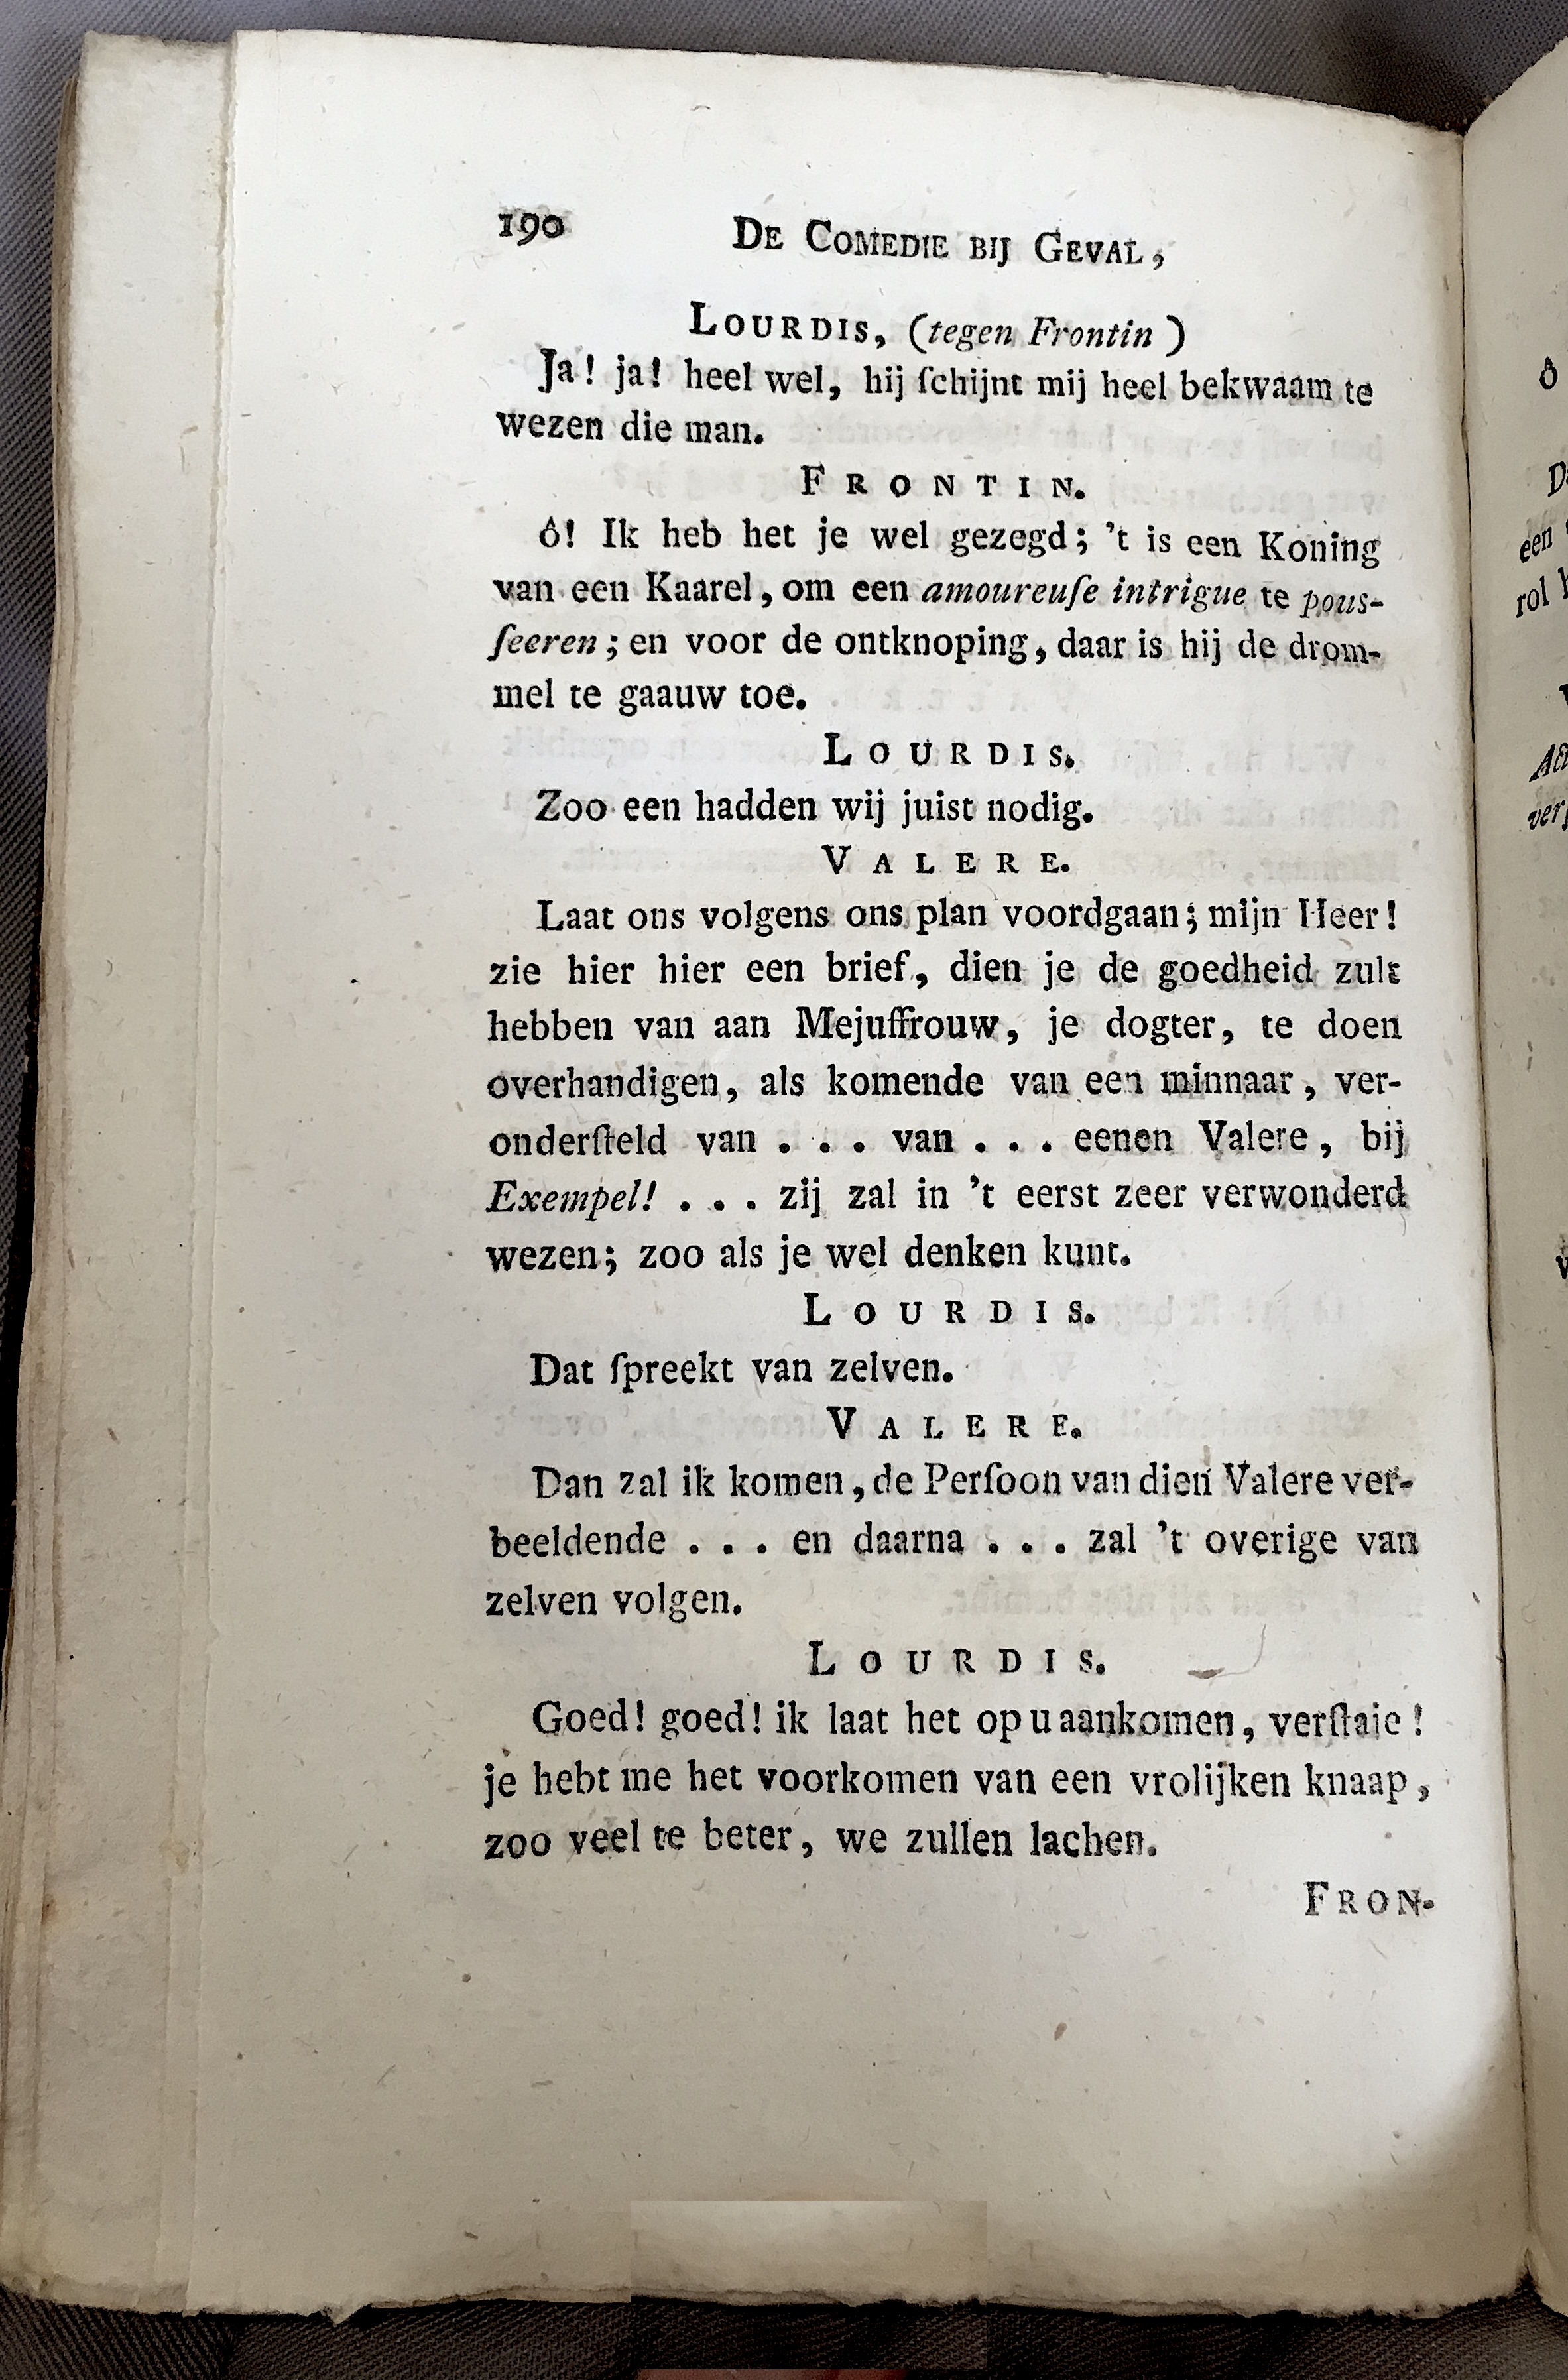 190 DE COMEDIE BIJ GEVAL,
LOURDIS, (tegen Frontin)
Ja! ja! heel wel, hij ſchijnt mij heel bekwaam te
wezen die man.
FRONTIN.
ô! Ik heb het je wel gezegd; 't is een Koning
van een Kaarel, om een amoureuſe intrigue te pous-
ſeeren; en voor de ontknoping, daar is hij de drom-
mel te gaauw toe.
LOURDIS.
Zoo een hadden wij juist nodig.
VALERE.
Laat ons volgens ons plan voordgaan; mijn Heer!
zie hier hier een brief, dien je de goedheid zult
hebben van aan Mejuffrouw, je dogter, te doen
overhandigen, als komende van een minnaar, ver-
onderſteld van . . . van . . . eenen Valere, bij
Exempel! . . . zij zal in 't eerst zeer verwonderd
wezen; zoo als je wel denken kunt.
LOURDIS.
Dat ſpreekt van zelven.
VALERE.
Dan zal ik komen, de Perſoon van dien Valere ver-
beeldende . . . en daarna . . . zal 't overige van
zelven volgen.
LOURDIS.
Goed! goed! ik laat het op u aankomen, verſtaie!
je hebt me het voorkomen van een vrolijken knaap,
zoo veel te beter, we zullen lachen.
FRON-
ô
een
rol